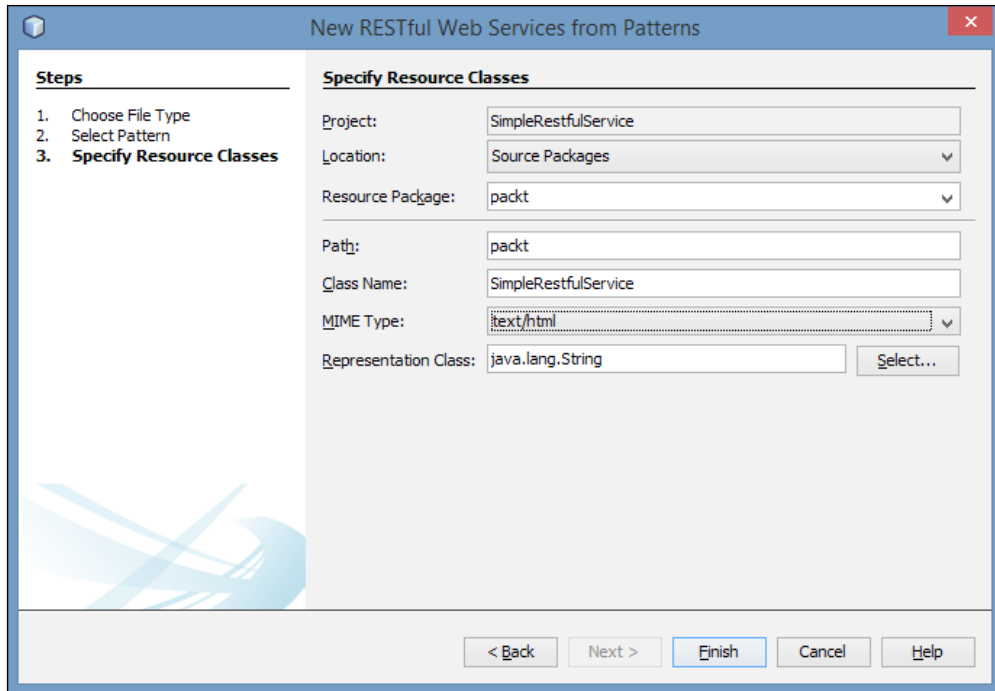 New RESTful Web Services from Patterns
Steps
1. Choose File Type
2. Select Pattern
3. Specify Resource Classes
Specify Resource Classes
Project: SimpleRestfulService
Location: Source Packages
Resource Package: packt
Path: packt
Class Name: SimpleRestfulService
MIME Type: text/html
Representation Class: java.lang.String Select...
< Back Next > Finish Cancel Help